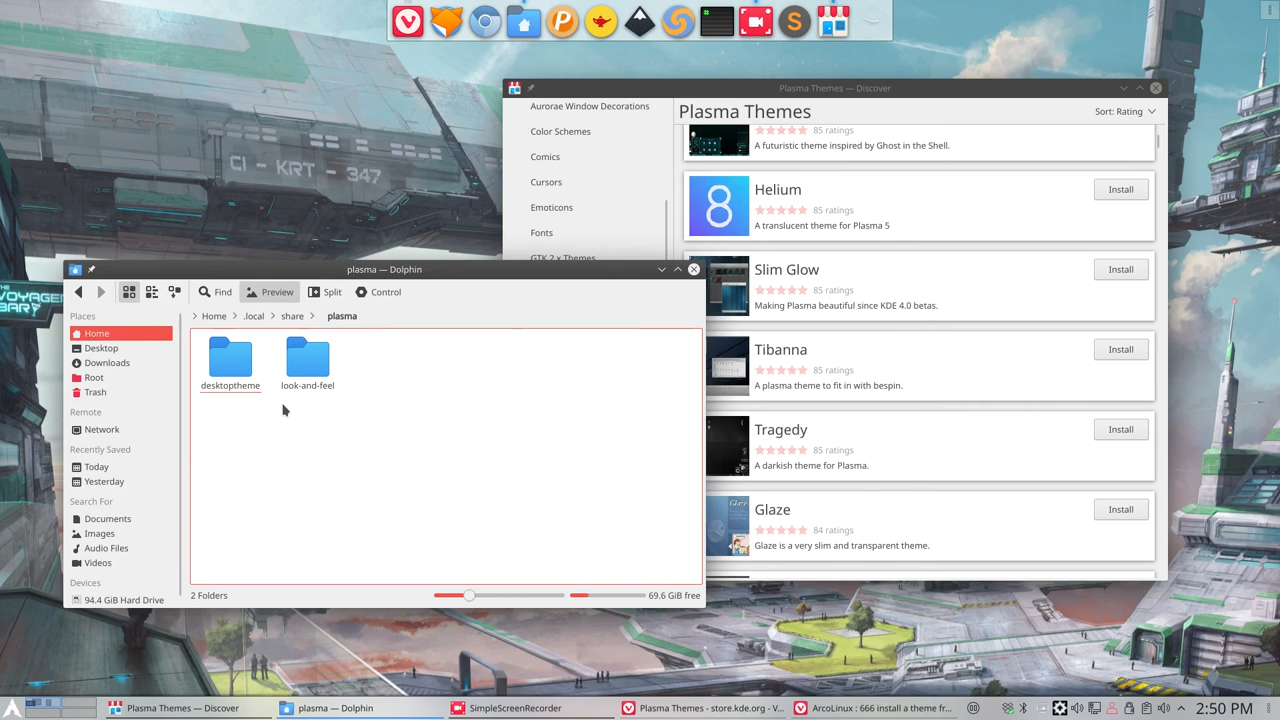 CI - KRT - 347
Plasma Themes — Discover
Aurorae Window Decorations
Color Schemes
Comics
Cursors
Emoticons
Fonts
GTK 2.x Themes
Plasma Themes
Sort: Rating
85 ratings
A futuristic theme inspired by Ghost in the Shell.
8
Helium
85 ratings
A translucent theme for Plasma 5
Install
Slim Glow
85 ratings
Making Plasma beautiful since KDE 4.0 betas.
Install
Tibanna
85 ratings
A plasma theme to fit in with bespin.
Install
Tragedy
85 ratings
A darkish theme for Plasma.
Install
Glaze
Glaze
84 ratings
Glaze is a very slim and transparent theme.
Install
THE
VOYAGER
plasma — Dolphin
Find
Preview
Split
Control
Places
Home
Desktop
Downloads
Root
Trash
Remote
Network
Recently Saved
Today
Yesterday
Search For
Documents
Images
Audio Files
Videos
Devices
94.4 GiB Hard Drive
> Home > .local > share > plasma
desktoptheme
look-and-feel
2 Folders
69.6 GiB free
Plasma Themes — Discover
plasma — Dolphin
SimpleScreenRecorder
Plasma Themes - store.kde.org - V...
ArcoLinux : 666 install a theme fr...
2:50 PM